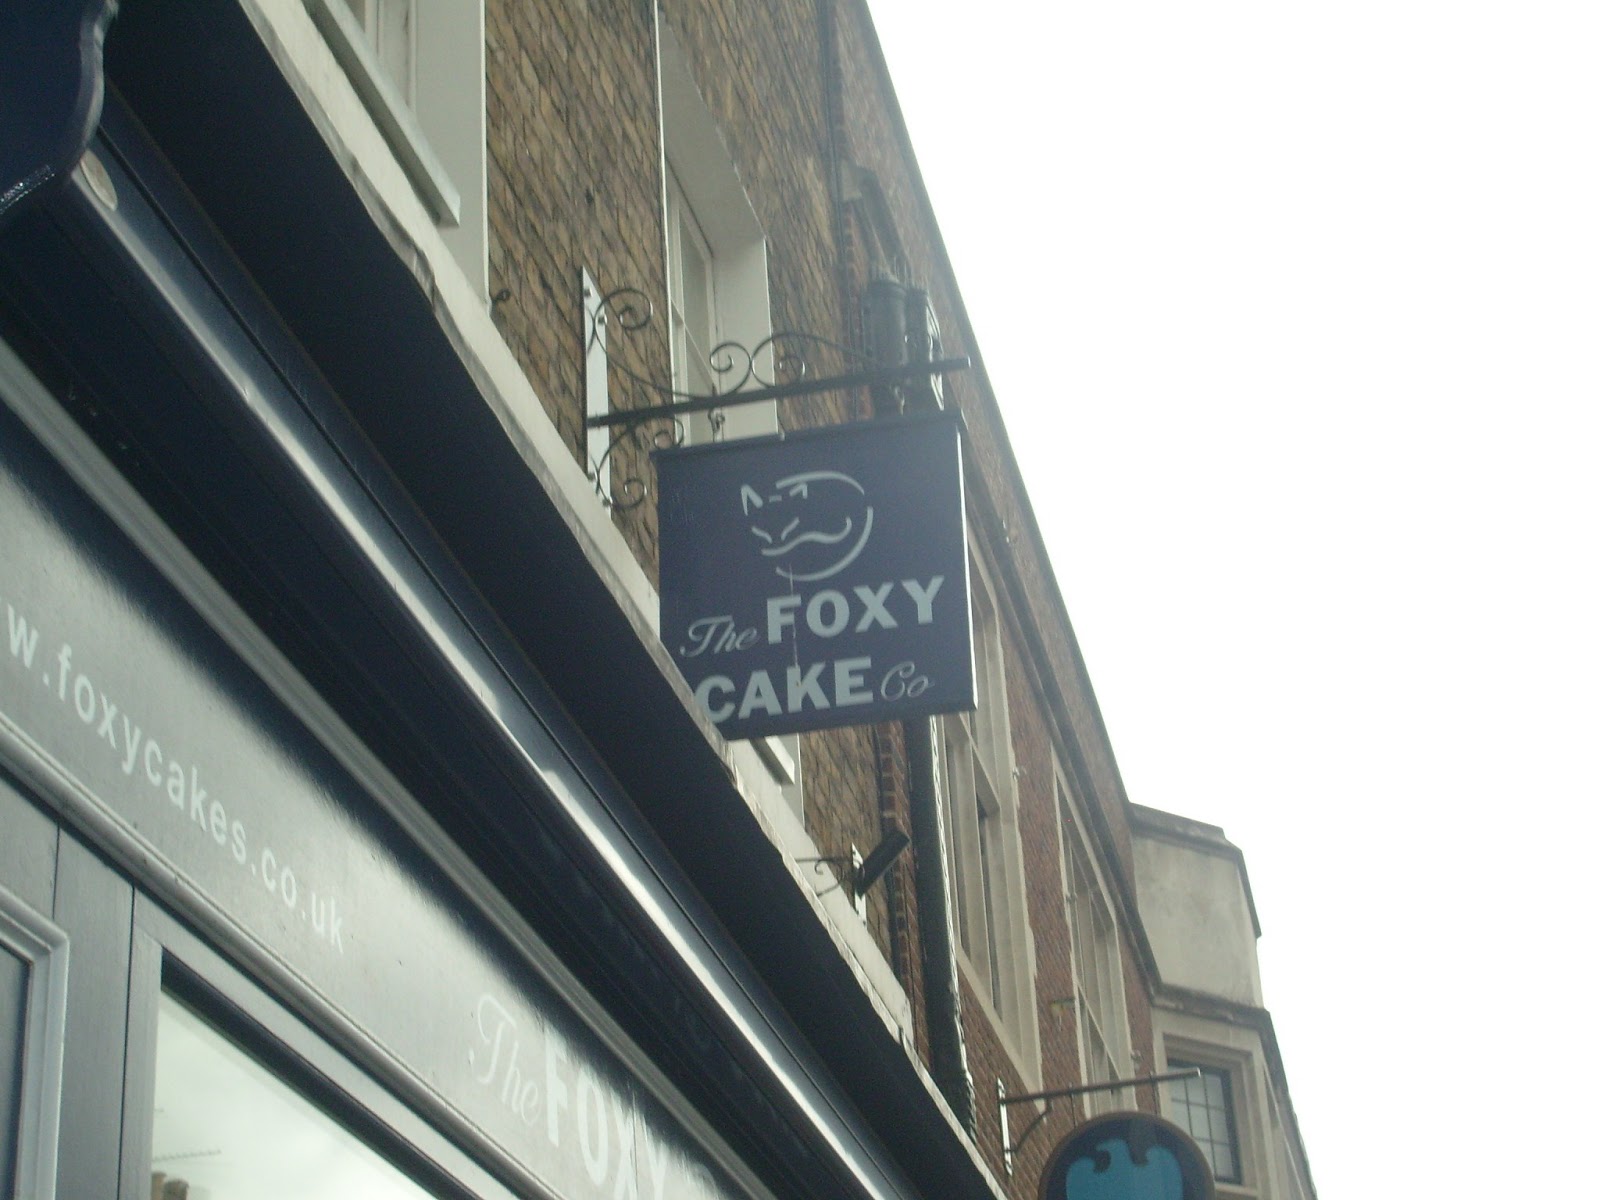 The FOXY
CAKE Co
w.foxycakes.co.uk
The FOXY